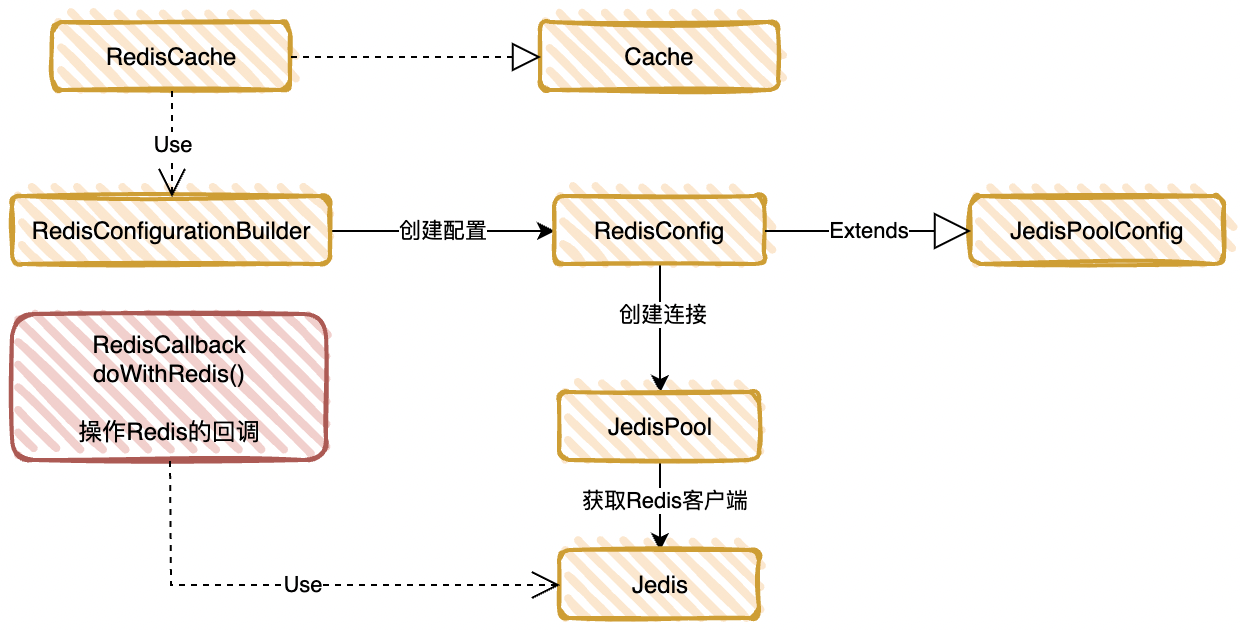 RedisCache
Cache
Use
RedisConfigurationBuilder
创建配置
RedisConfig
Extends
JedisPoolConfig
创建连接
RedisCallback
doWithRedis()
操作Redis的回调
JedisPool
获取Redis客户端
Use
Jedis